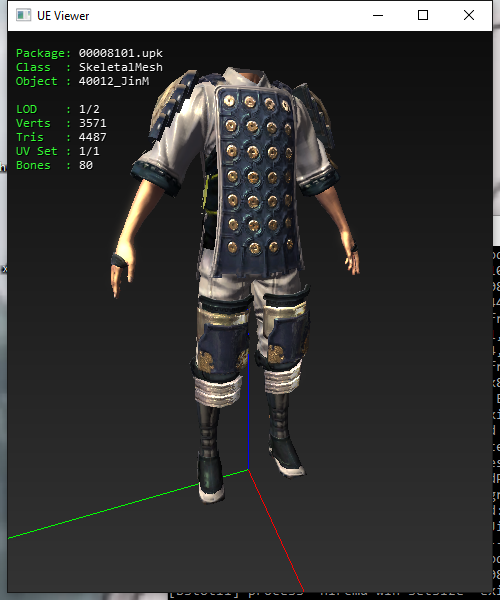 UE Viewer
Package: 00008101.upk
Class  : SkeletalMesh
Object : 40012_JinM
LOD    : 1/2
Verts  : 3571
Tris   : 4487
UV Set : 1/1
Bones  : 80